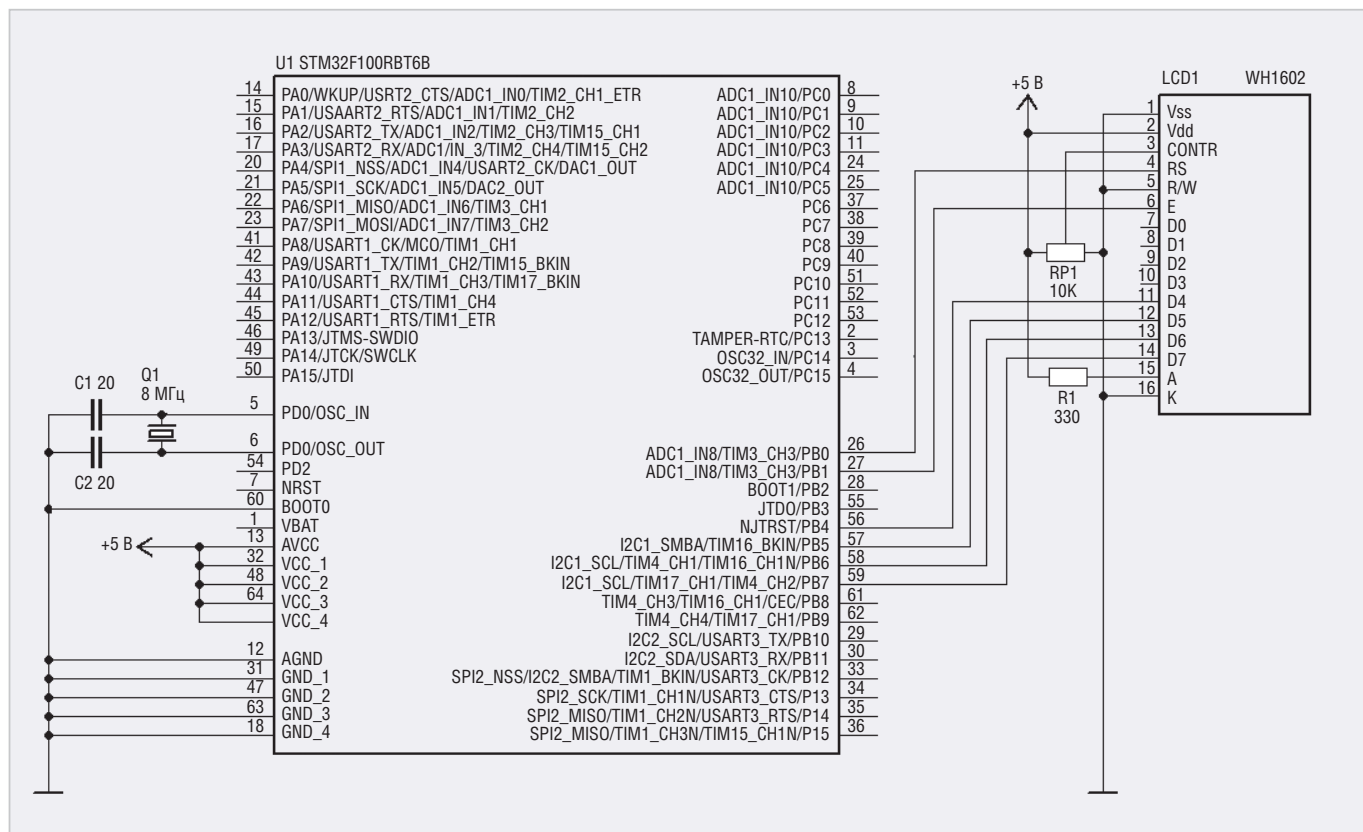 U1 STM32F100RBT6B
14 PA0/WKUP/USRT2_CTS/ADC1_IN0/TIM2_CH1_ETR
15 PA1/USAART2_RTS/ADC1_IN1/TIM2_CH2
16 PA2/USART2_TX/ADC1_IN2/TIM2_CH3/TIM15_CH1
17 PA3/USART2_RX/ADC1/IN_3/TIM2_CH4/TIM15_CH2
20 PA4/SPI1_NSS/ADC1_IN4/USART2_CK/DAC1_OUT
21 PA5/SPI1_SCK/ADC1_IN5/DAC2_OUT
22 PA6/SPI1_MISO/ADC1_IN6/TIM3_CH1
23 PA7/SPI1_MOSI/ADC1_IN7/TIM3_CH2
41 PA8/USART1_CK/MCO/TIM1_CH1
42 PA9/USART1_TX/TIM1_CH2/TIM15_BKIN
43 PA10/USART1_RX/TIM1_CH3/TIM17_BKIN
44 PA11/USART1_CTS/TIM1_CH4
45 PA12/USART1_RTS/TIM1_ETR
46 PA13/JTMS-SWDIO
49 PA14/JTCK/SWCLK
50 PA15/JTDI
C1 20
Q1
8 МГц
5 PD0/OSC_IN
6 PD0/OSC_OUT
C2 20
54 PD2
7 NRST
60 BOOT0
1 VBAT
+5 В
13 AVCC
32 VCC_1
48 VCC_2
64 VCC_3
VCC_4
12 AGND
31 GND_1
47 GND_2
63 GND_3
18 GND_4
ADC1_IN10/PC0 8
ADC1_IN10/PC1 9
ADC1_IN10/PC2 10
ADC1_IN10/PC3 11
ADC1_IN10/PC4 24
ADC1_IN10/PC5 25
PC6 37
PC7 38
PC8 39
PC9 40
PC10 51
PC11 52
PC12 53
TAMPER-RTC/PC13 2
OSC32_IN/PC14 3
OSC32_OUT/PC15 4
ADC1_IN8/TIM3_CH3/PB0 26
ADC1_IN8/TIM3_CH3/PB1 27
BOOT1/PB2 28
JTDO/PB3 55
NJTRST/PB4 56
I2C1_SMBA/TIM16_BKIN/PB5 57
I2C1_SCL/TIM4_CH1/TIM16_CH1N/PB6 58
I2C1_SCL/TIM17_CH1/TIM4_CH2/PB7 59
TIM4_CH3/TIM16_CH1/CEC/PB8 61
TIM4_CH4/TIM17_CH1/PB9 62
I2C2_SCL/USART3_TX/PB10 29
I2C2_SDA/USART3_RX/PB11 30
SPI2_NSS/I2C2_SMBA/TIM1_BKIN/USART3_CK/PB12 33
SPI2_SCK/TIM1_CH1N/USART3_CTS/P13 34
SPI2_MISO/TIM1_CH2N/USART3_RTS/P14 35
SPI2_MISO/TIM1_CH3N/TIM15_CH1N/P15 36
+5 В
RP1
10K
R1
330
LCD1 WH1602
1 Vss
2 Vdd
3 CONTR
4 RS
5 R/W
6 E
7 D0
8 D1
9 D2
10 D3
11 D4
12 D5
13 D6
14 D7
15 A
16 K